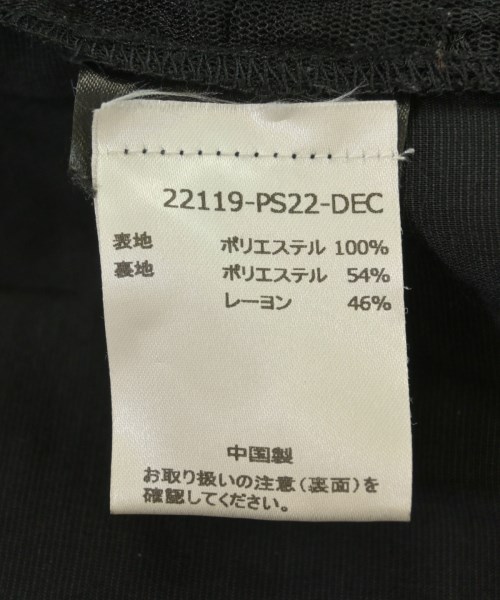 22119-PS22-DEC
表地 ポリエステル 100%
裏地 ポリエステル 54%
レーヨン 46%
中国製
お取り扱いの注意(裏面)を
確認してください。